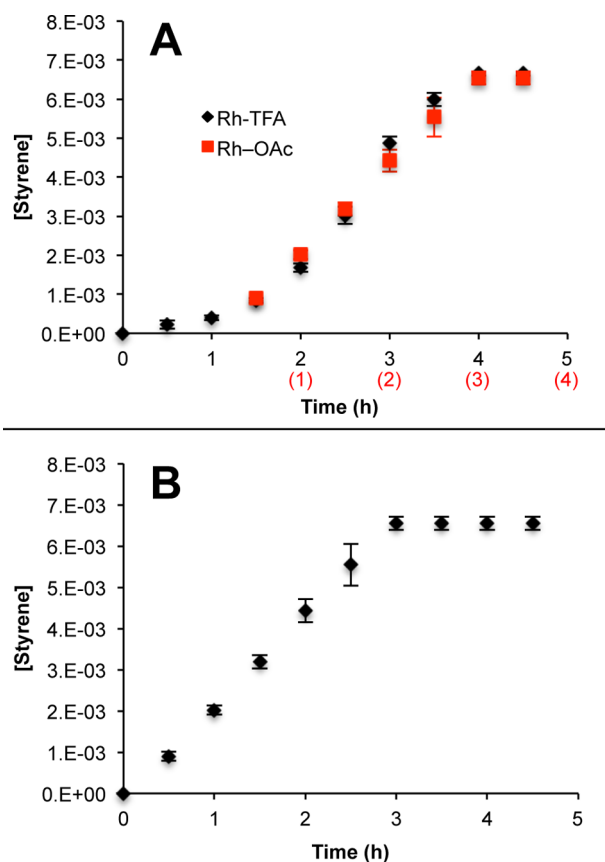 A
8.E-03
7.E-03
6.E-03
5.E-03
4.E-03
3.E-03
2.E-03
1.E-03
0.E+00
[Styrene]
Rh-TFA
Rh–OAc
0 1 2 3 4 5
(1) (2) (3) (4)
Time (h)
B
8.E-03
7.E-03
6.E-03
5.E-03
4.E-03
3.E-03
2.E-03
1.E-03
0.E+00
[Styrene]
0 1 2 3 4 5
Time (h)